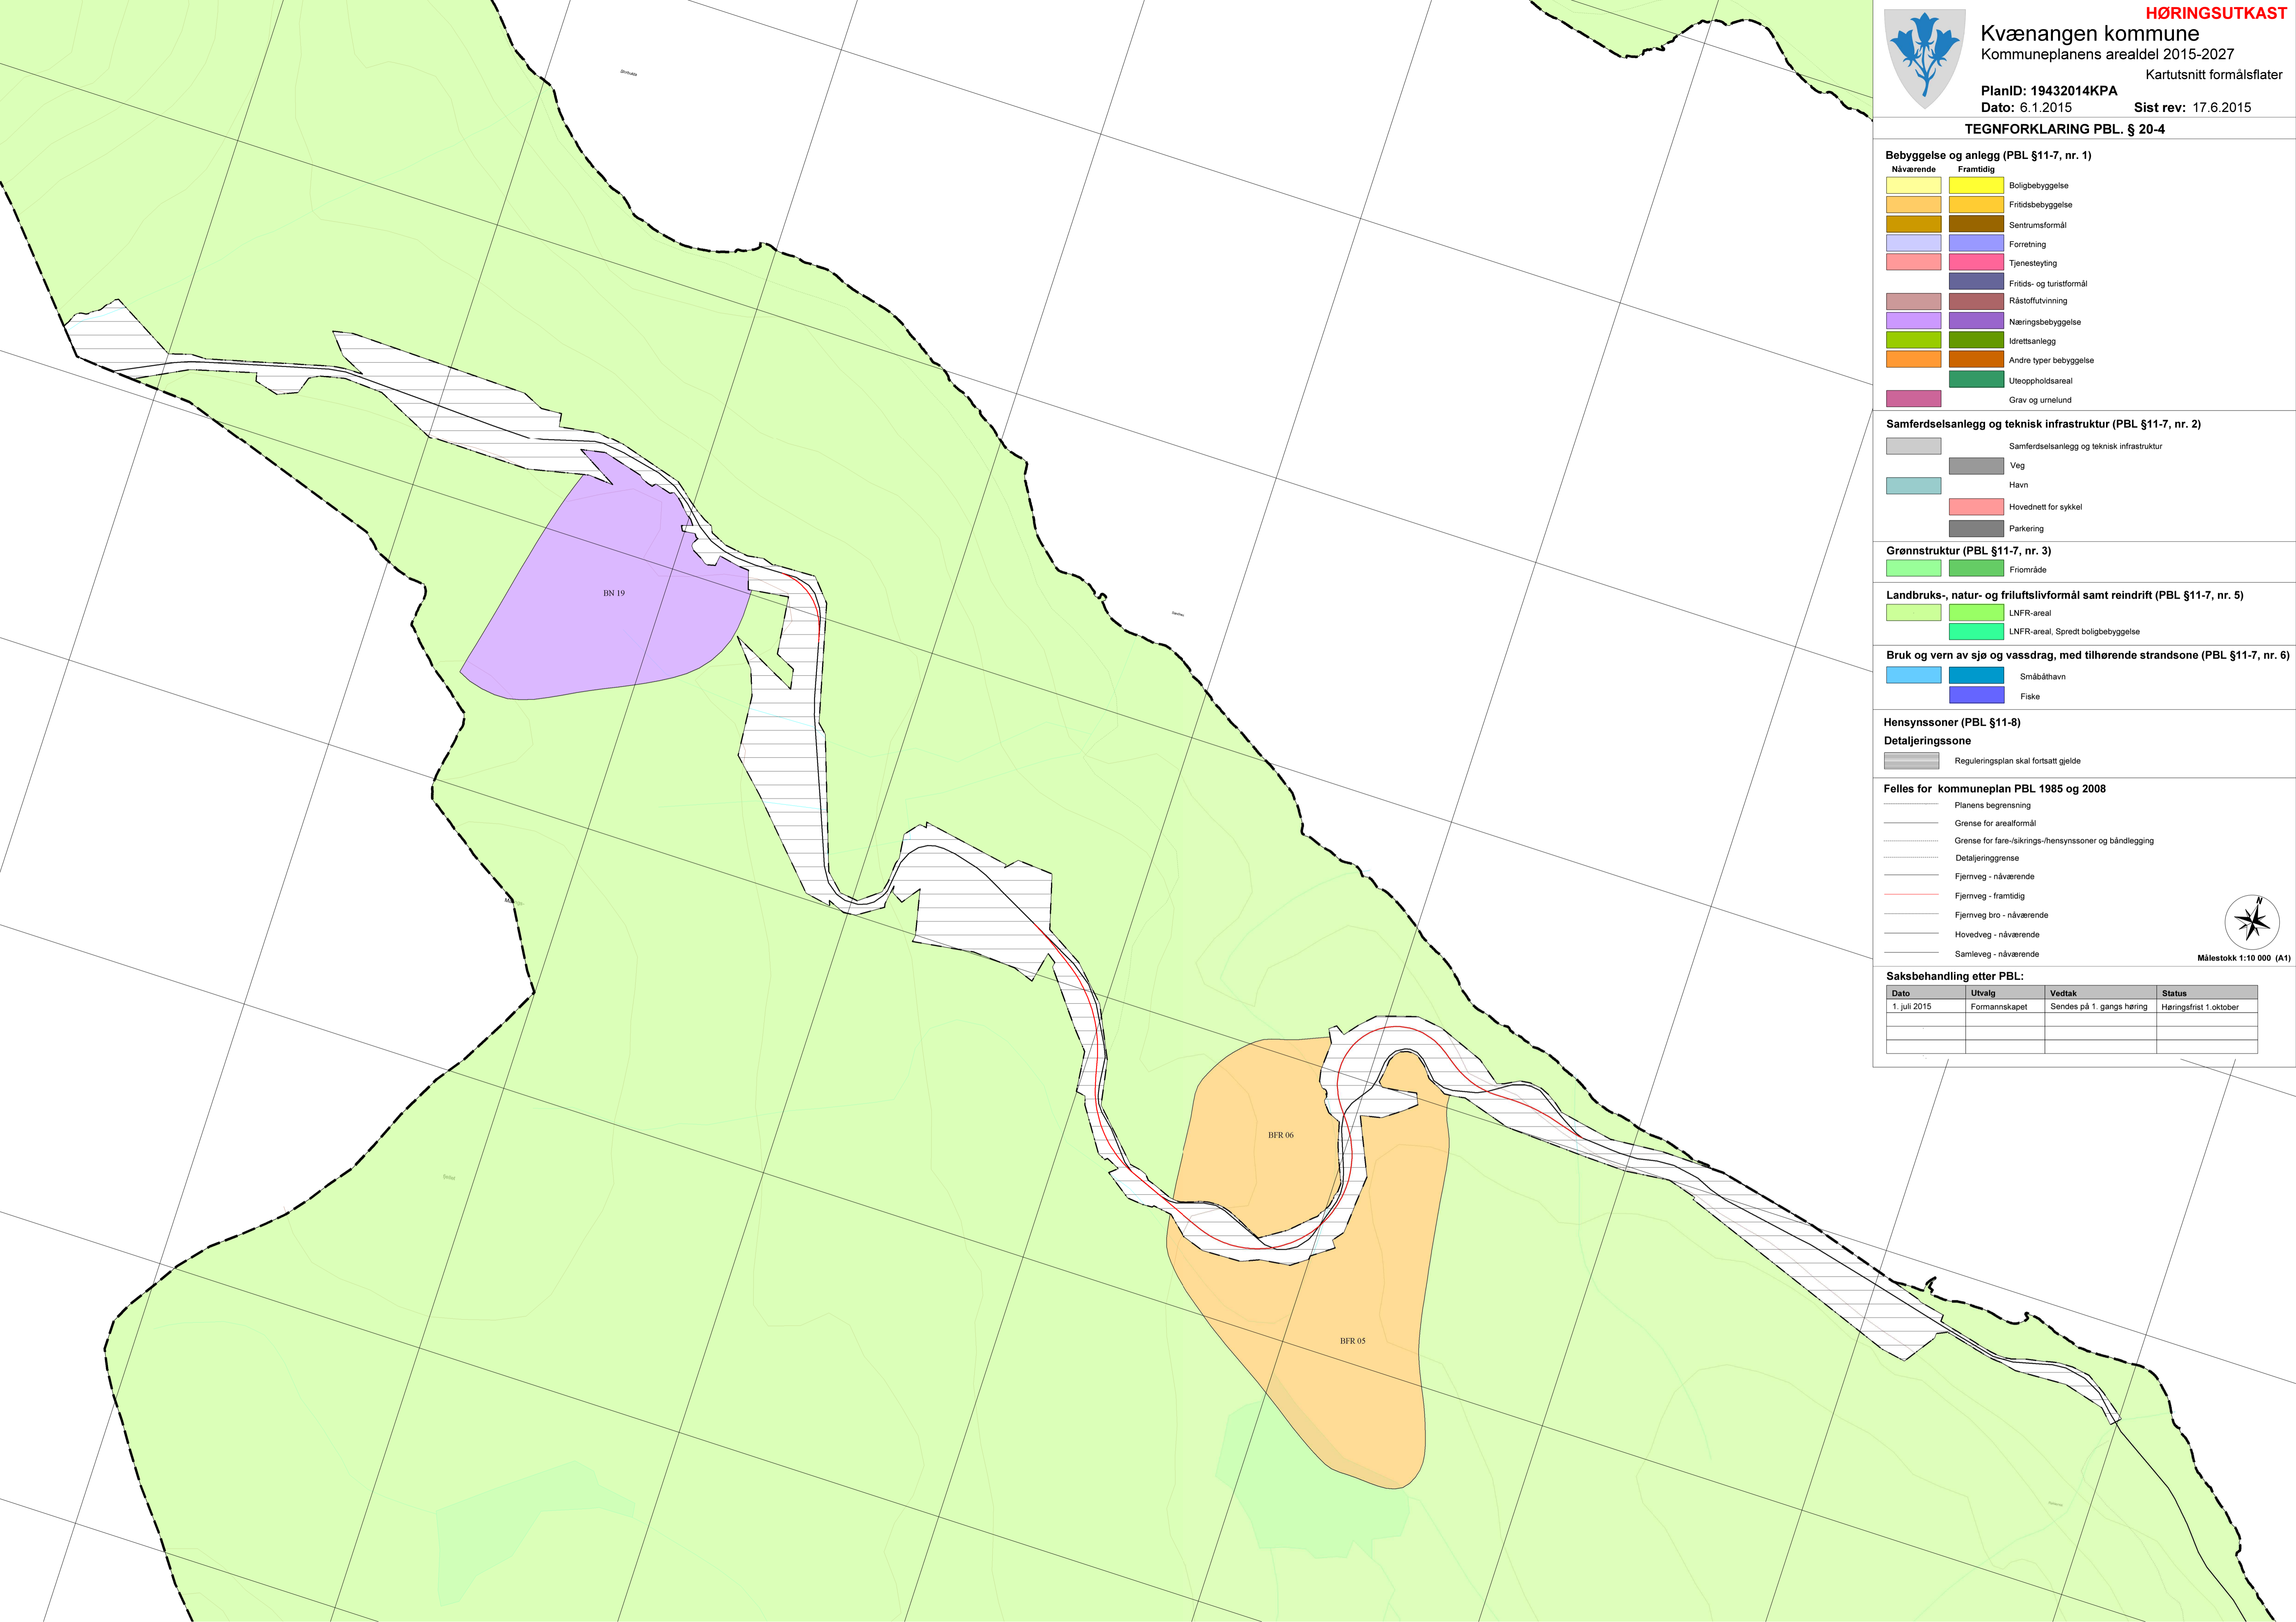 HØRINGSUTKAST
Kvænangen kommune
Kommuneplanens arealdel 2015-2027
Kartutsnitt formålsflater
PlanID: 19432014KPA
Dato: 6.1.2015 Sist rev: 17.6.2015
TEGNFORKLARING PBL. § 20-4
Bebyggelse og anlegg (PBL §11-7, nr. 1)
Nåværende Framtidig
Boligbebyggelse
Fritidsbebyggelse
Sentrumsformål
Forretning
Tjenesteyting
Fritids- og turistformål
Råstoffutvinning
Næringsbebyggelse
Idrettsanlegg
Andre typer bebyggelse
Uteoppholdsareal
Grav og urnelund
Samferdselsanlegg og teknisk infrastruktur (PBL §11-7, nr. 2)
Samferdselsanlegg og teknisk infrastruktur
Veg
Havn
Hovednett for sykkel
Parkering
Grønnstruktur (PBL §11-7, nr. 3)
Friområde
Landbruks-, natur- og friluftslivformål samt reindrift (PBL §11-7, nr. 5)
LNFR-areal
LNFR-areal, Spredt boligbebyggelse
Bruk og vern av sjø og vassdrag, med tilhørende strandsone (PBL §11-7, nr. 6)
Småbåthavn
Fiske
Hensynssoner (PBL §11-8)
Detaljeringssone
Reguleringsplan skal fortsatt gjelde
Felles for kommuneplan PBL 1985 og 2008
Planens begrensning
Grense for arealformål
Grense for fare-/sikrings-/hensynssoner og båndlegging
Detaljeringgrense
Fjernveg - nåværende
Fjernveg - framtidig
Fjernveg bro - nåværende
Hovedveg - nåværende
Samleveg - nåværende
N
Målestokk 1:10 000 (A1)
Saksbehandling etter PBL:
Dato Utvalg Vedtak Status
1. juli 2015 Formannskapet Sendes på 1. gangs høring Høringsfrist 1.oktober
BN 19
BFR 06
BFR 05